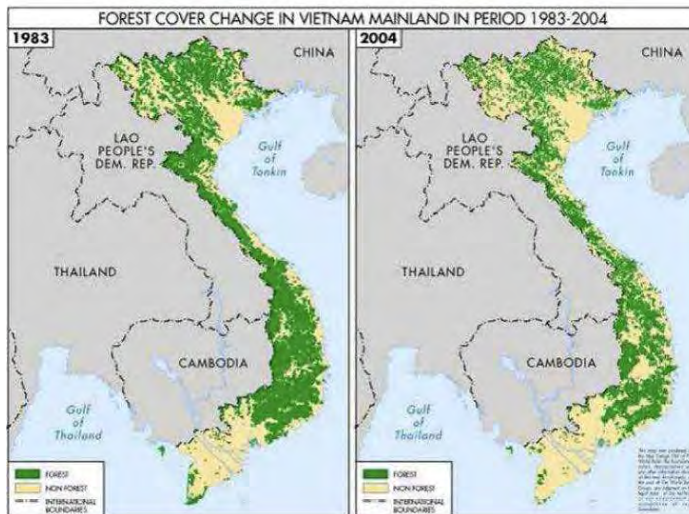 FOREST COVER CHANGE IN VIETNAM MAINLAND IN PERIOD 1983-2004
1983
CHINA
LAO
PEOPLE'S
DEM. REP.
Gulf
of
Tonkin
THAILAND
CAMBODIA
Gulf
of
Thailand
FOREST
NON FOREST
INTERNATIONAL
BOUNDARIES
2004
CHINA
LAO
PEOPLE'S
DEM. REP.
Gulf
of
Tonkin
THAILAND
CAMBODIA
Gulf
of
Thailand
FOREST
NON FOREST
INTERNATIONAL
BOUNDARIES